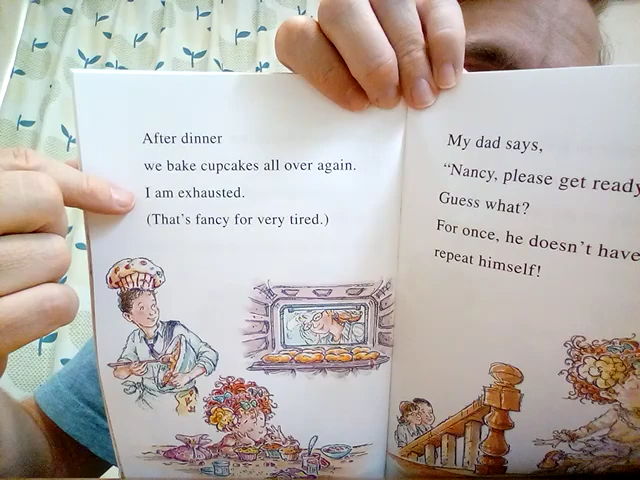 After dinner
we bake cupcakes all over again.
I am exhausted.
(That's fancy for very tired.)
My dad says,
"Nancy, please get ready
Guess what?
For once, he doesn't have
repeat himself!